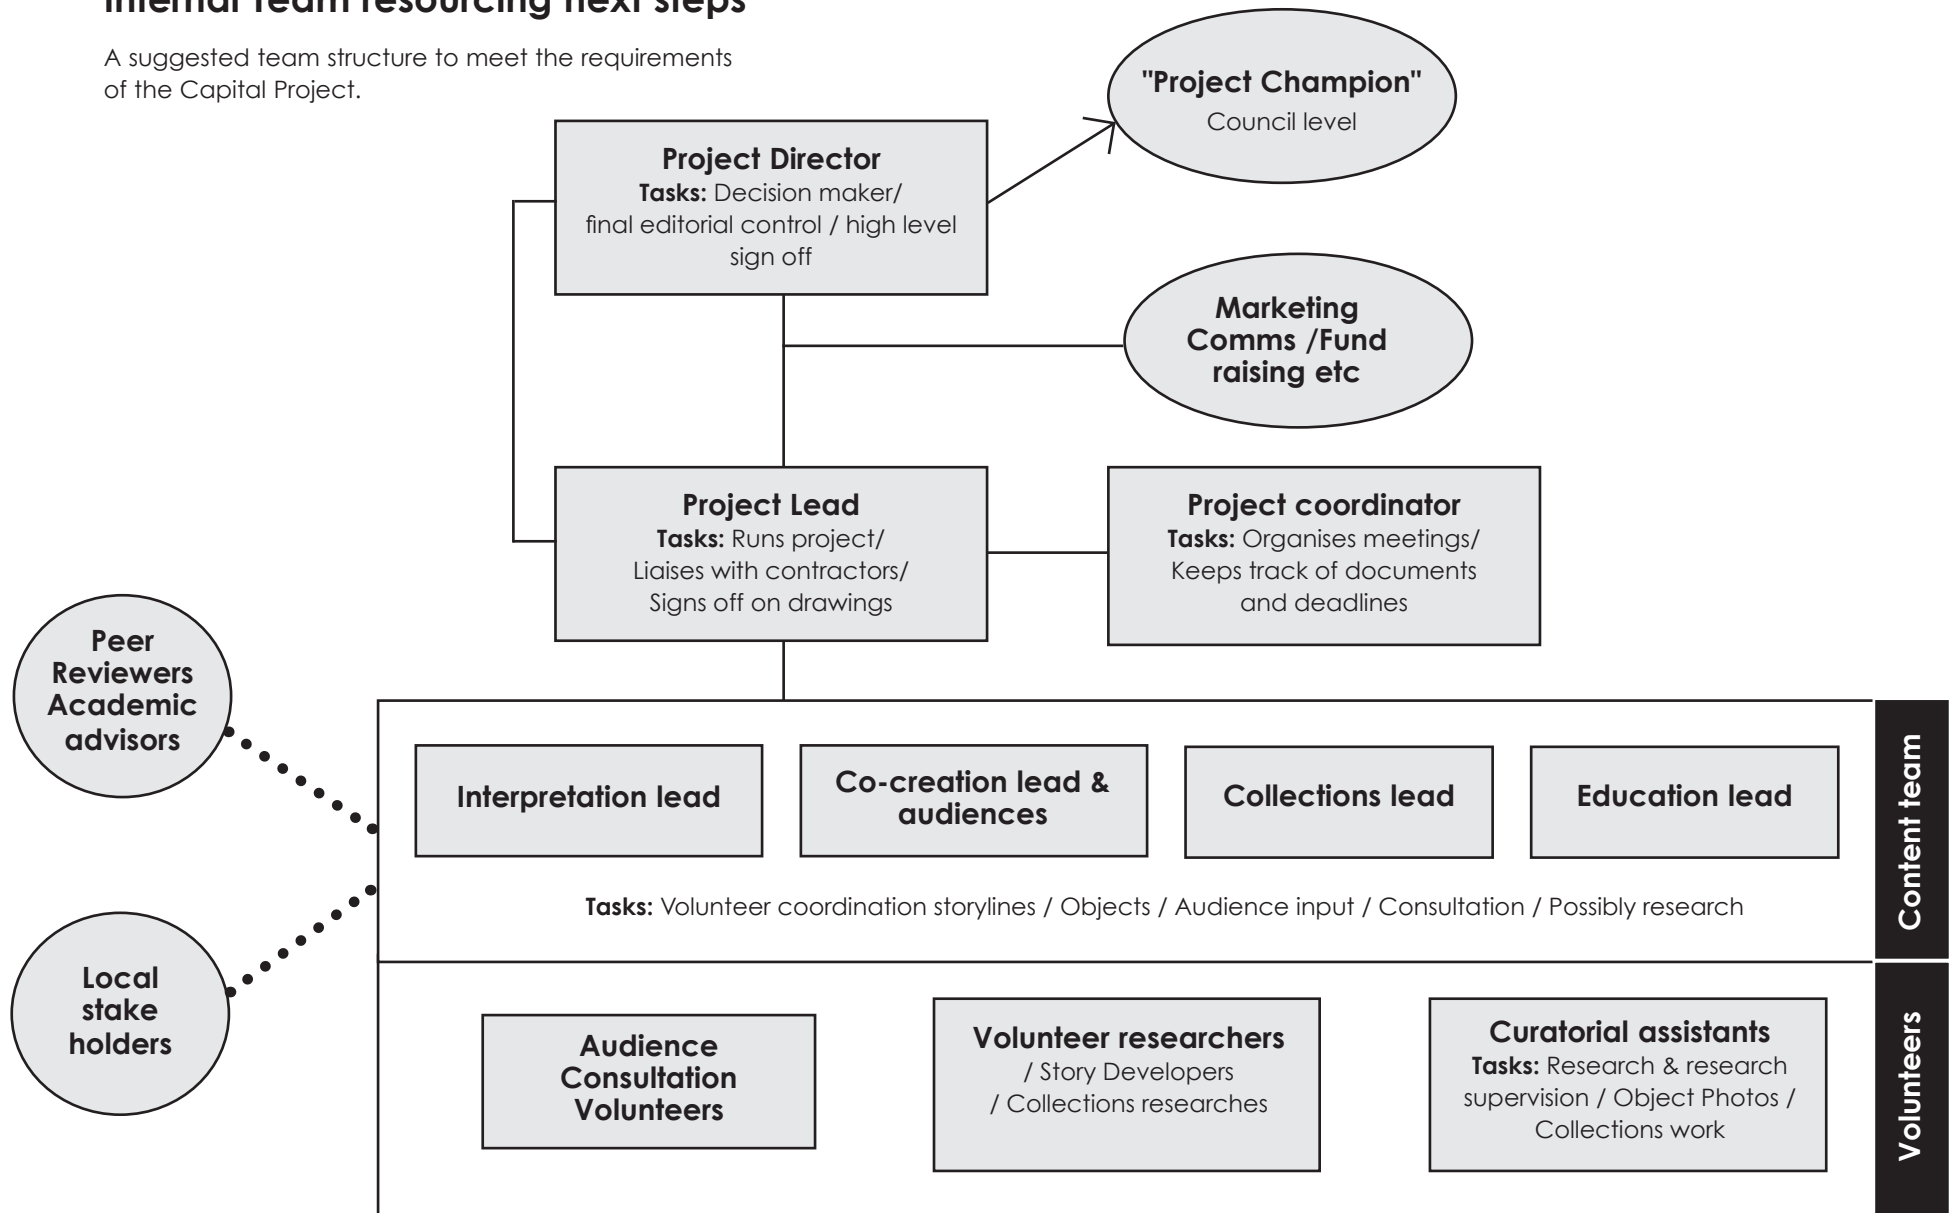 Internal Team resourcing next steps
A suggested team structure to meet the requirements
of the Capital Project.
"Project Champion"
Council level
Project Director
Tasks: Decision maker/
final editorial control / high level
sign off
Marketing
Comms /Fund
raising etc
Project Lead
Tasks: Runs project/
Liaises with contractors/
Signs off on drawings
Project coordinator
Tasks: Organises meetings/
Keeps track of documents
and deadlines
Peer
Reviewers
Academic
advisors
Interpretation lead
Co-creation lead &
audiences
Collections lead
Education lead
Tasks: Volunteer coordination storylines / Objects / Audience input / Consultation / Possibly research
Content team
Local
stake
holders
Audience
Consultation
Volunteers
Volunteer researchers
/ Story Developers
/ Collections researches
Curatorial assistants
Tasks: Research & research
supervision / Object Photos /
Collections work
Volunteers